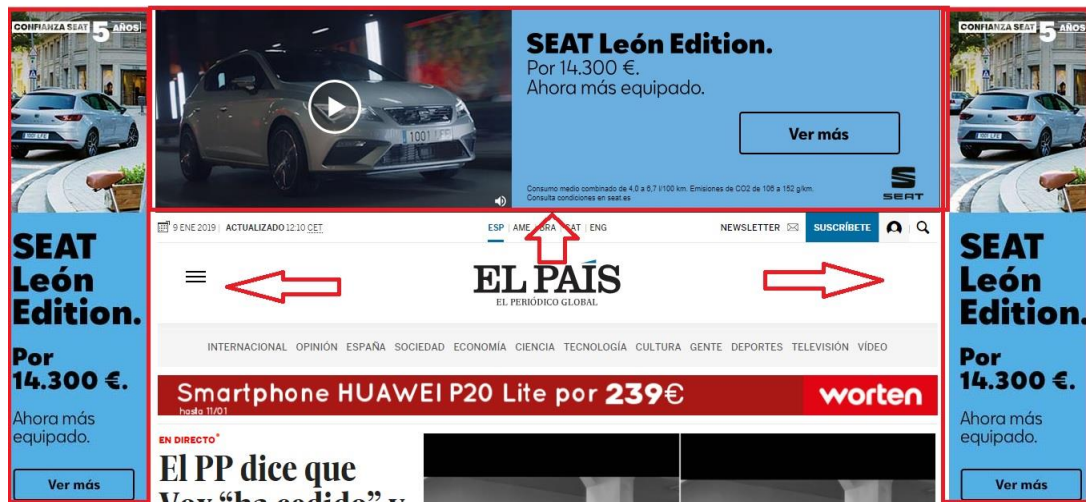 CONFIANZA SEAT 5 AÑOS
SEAT
León
Edition.
Por
14.300 €.
Ahora más
equipado.
Ver más
1001 LFE
SEAT León Edition.
Por 14.300 €.
Ahora más equipado.
Ver más
Consumo medio combinado de 4,0 a 6,7 l/100 km. Emisiones de CO2 de 106 a 152 g/km.
Consulta condiciones en seat.es
SEAT
9 ENE 2019 | ACTUALIZADO 12:10 CET
ESP | AME BRA CAT | ENG
NEWSLETTER
SUSCRÍBETE
EL PAÍS
EL PERIÓDICO GLOBAL
INTERNACIONAL OPINIÓN ESPAÑA SOCIEDAD ECONOMÍA CIENCIA TECNOLOGÍA CULTURA GENTE DEPORTES TELEVISIÓN VÍDEO
Smartphone HUAWEI P20 Lite por 239€
hasta 11/01
worten
EN DIRECTO
El PP dice que
Vox “ha cedido” y
CONFIANZA SEAT 5 AÑOS
SEAT
León
Edition.
Por
14.300 €.
Ahora más
equipado.
Ver más